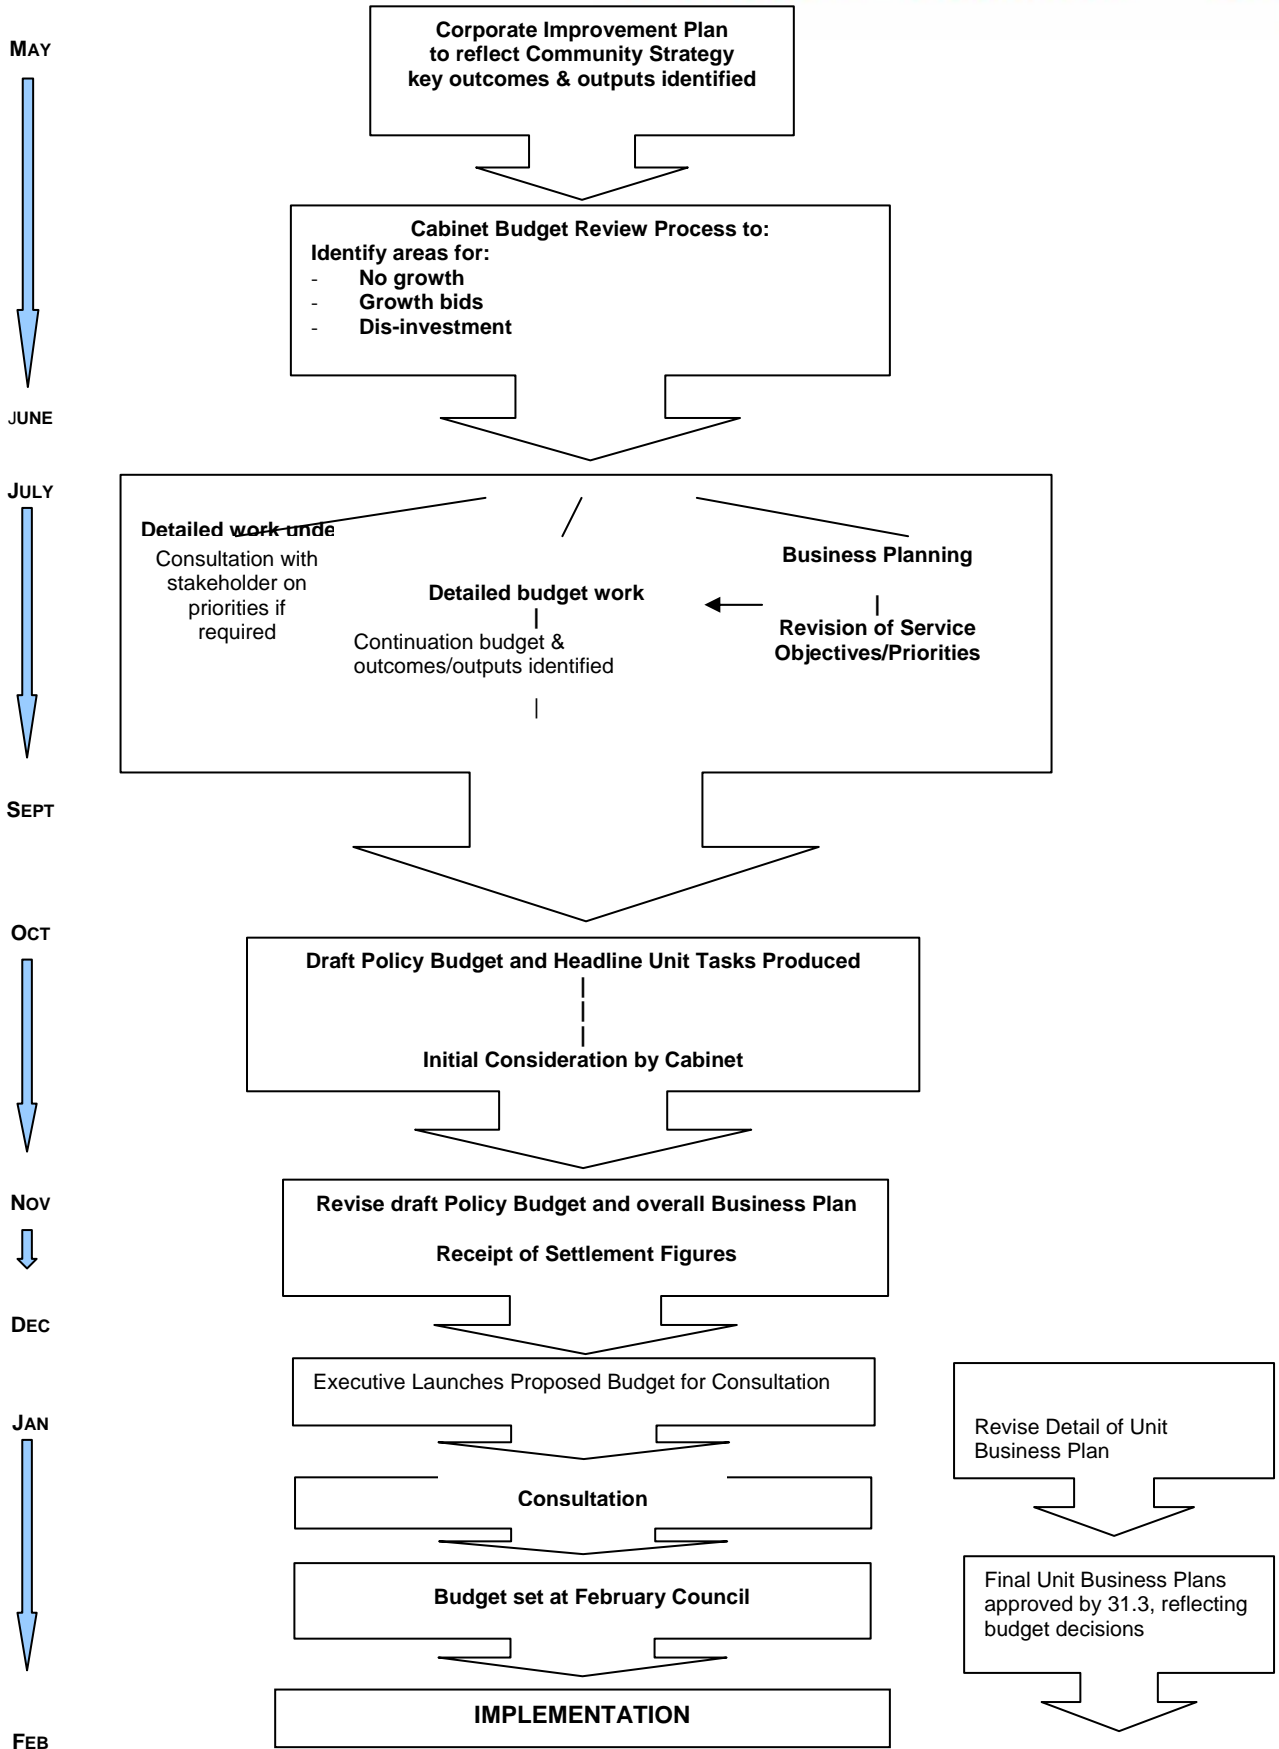 MAY
Corporate Improvement Plan
to reflect Community Strategy
key outcomes & outputs identified
Cabinet Budget Review Process to:
Identify areas for:
- No growth
- Growth bids
- Dis-investment
JUNE
JULY
Detailed work unde
Consultation with
stakeholder on
priorities if
required
Detailed budget work
Continuation budget &
outcomes/outputs identified
Business Planning
Revision of Service
Objectives/Priorities
SEPT
OCT
Draft Policy Budget and Headline Unit Tasks Produced
Initial Consideration by Cabinet
NOV
Revise draft Policy Budget and overall Business Plan
Receipt of Settlement Figures
DEC
Executive Launches Proposed Budget for Consultation
JAN
Revise Detail of Unit
Business Plan
Consultation
Budget set at February Council
Final Unit Business Plans
approved by 31.3, reflecting
budget decisions
IMPLEMENTATION
FEB